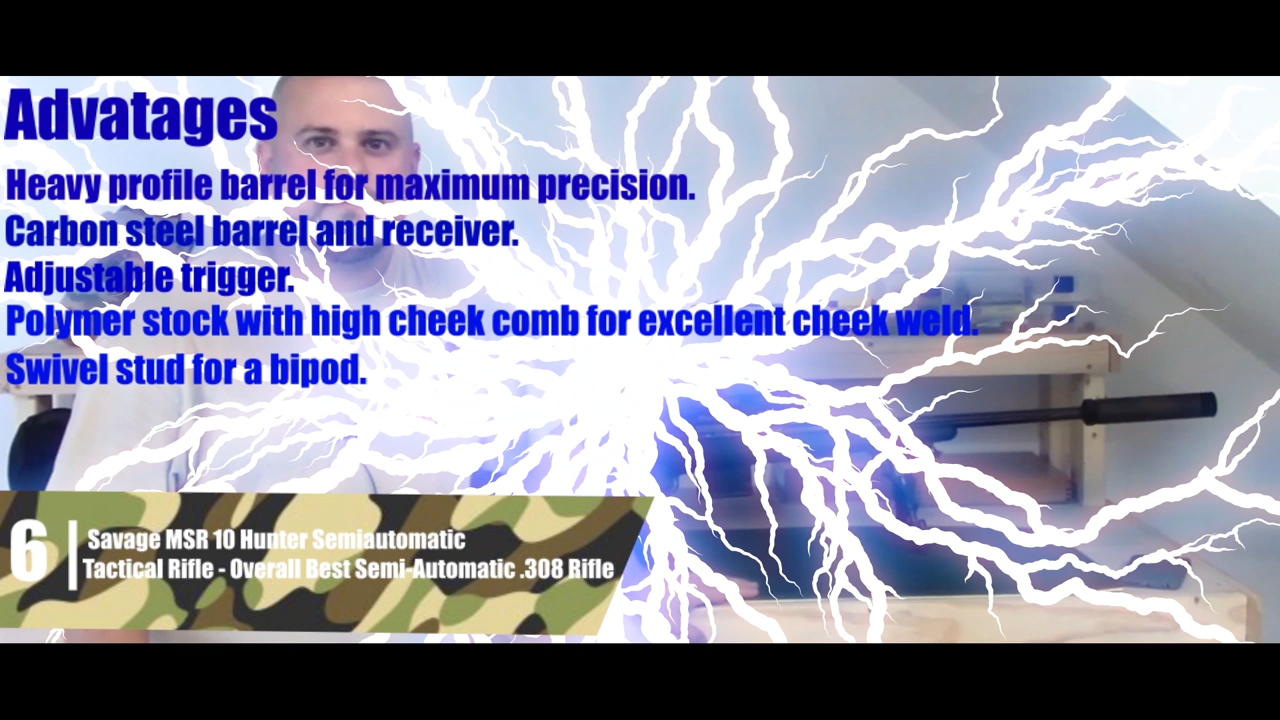 Advatages
Heavy profile barrel for maximum precision.
Carbon steel barrel and receiver.
Adjustable trigger.
Polymer stock with high cheek comb for excellent cheek weld.
Swivel stud for a bipod.
6
Savage MSR 10 Hunter Semiautomatic
Tactical Rifle - Overall Best Semi-Automatic .308 Rifle